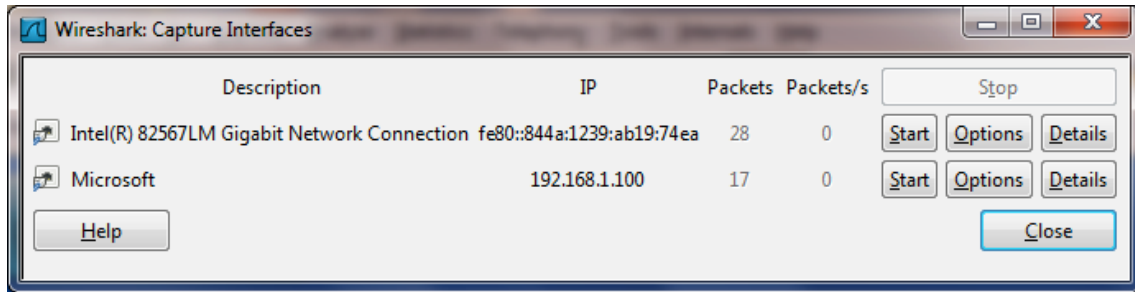 Wireshark: Capture Interfaces
Description IP Packets Packets/s Stop
Intel(R) 82567LM Gigabit Network Connection fe80::844a:1239:ab19:74ea 28 0 Start Options Details
Microsoft 192.168.1.100 17 0 Start Options Details
Help Close